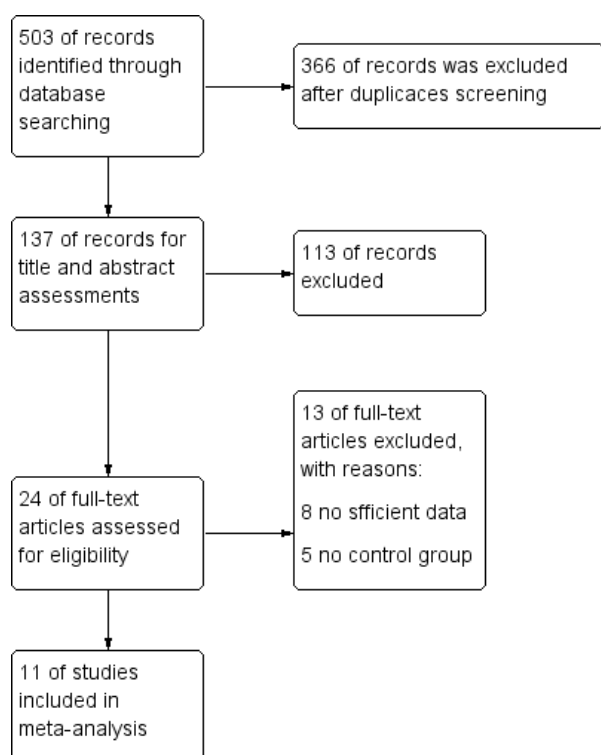 503 of records
identified through
database
searching
366 of records was excluded
after duplicaces screening
137 of records for
title and abstract
assessments
113 of records
excluded
13 of full-text
articles excluded,
with reasons:
8 no sfficient data
5 no control group
24 of full-text
articles assessed
for eligibility
11 of studies
included in
meta-analysis